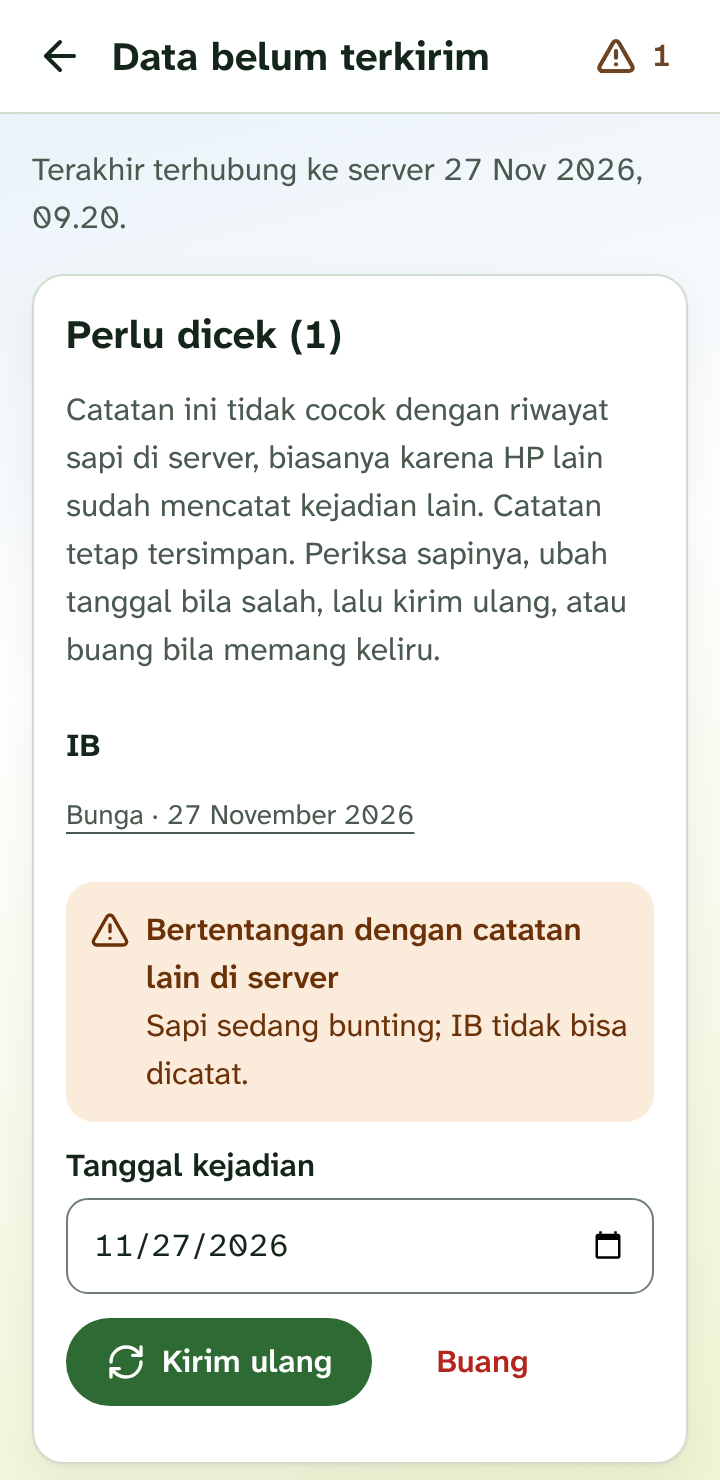 Data belum terkirim
1
Terakhir terhubung ke server 27 Nov 2026,
09.20.
Perlu dicek (1)
Catatan ini tidak cocok dengan riwayat
sapi di server, biasanya karena HP lain
sudah mencatat kejadian lain. Catatan
tetap tersimpan. Periksa sapinya, ubah
tanggal bila salah, lalu kirim ulang, atau
buang bila memang keliru.
IB
Bunga · 27 November 2026
Bertentangan dengan catatan
lain di server
Sapi sedang bunting; IB tidak bisa
dicatat.
Tanggal kejadian
11/27/2026
Kirim ulang
Buang